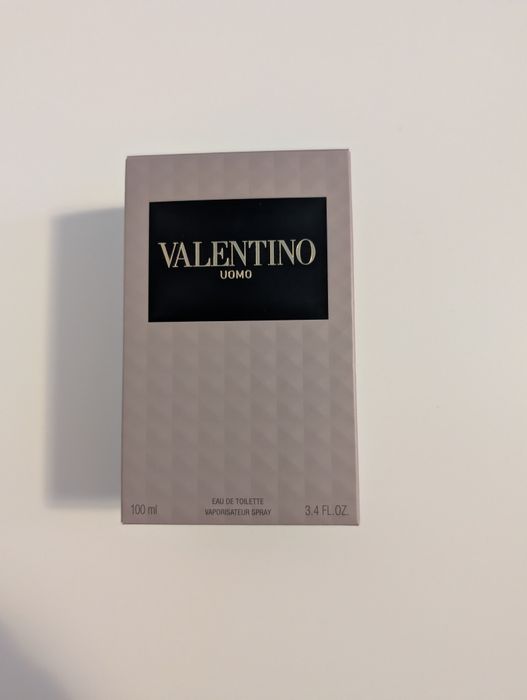 VALENTINO
UOMO
EAU DE TOILETTE
100 ml VAPORISATEUR SPRAY 3.4 FL.OZ.